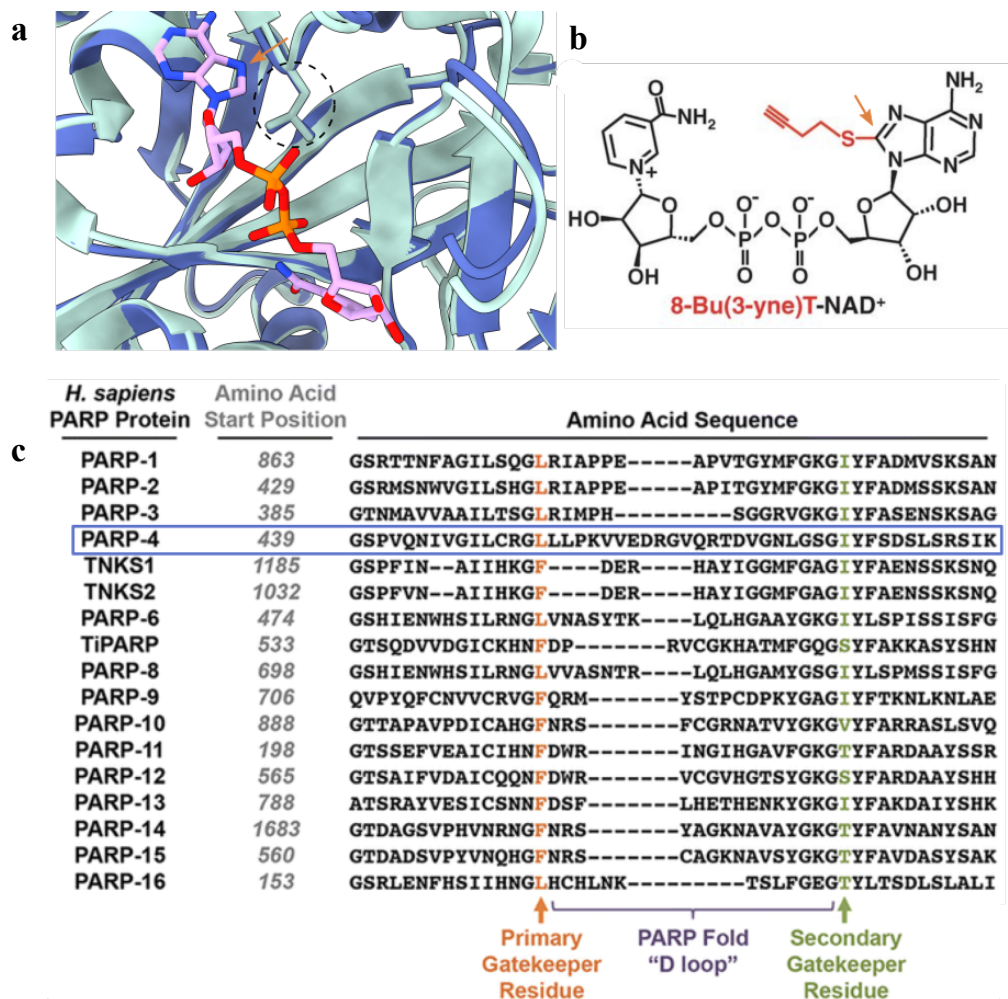 a
b
O
NH₂
N
+
S
NH₂
N
N
N
N
O
O⁻
O⁻
O
HO
O
P
O
P
O
OH
OH
O
O
OH
8-Bu(3-yne)T-NAD⁺
c
H. sapiens PARP Protein
Amino Acid Start Position
Amino Acid Sequence
PARP-1 863 GSRTTNFAGILSQGLRIAPPE-----APVTGYMFGKGIYFADMVSKSAN
PARP-2 429 GSRMSNWVGILSHGLRIAPPE-----APITGYMFGKGIYFADMSSKSAN
PARP-3 385 GTNMAVVAAILTSGLRIMPH---------SGGRVGKGIYFASENSKSAG
PARP-4 439 GSPVQNIVGILCRGLLLPKVVEDRGVQRTDVGNLGSGIYFSDSLSRSIK
TNKS1 1185 GSPFIN--AIIHKGF----DER----HAYIGGMFGAGIYFAENSSKSNQ
TNKS2 1032 GSPFVN--AIIHKGF----DER----HAYIGGMFGAGIYFAENSSKSNQ
PARP-6 474 GSHIENWHSILRNGLVNASYTK----LQLHGAAYGKGIYLSPISSISFG
TiPARP 533 GTSQDVVDGICKHNFDP-------RVCGKHATMFGQGSYFAKKASYSHN
PARP-8 698 GSHIENWHSILRNGLVVASNTR----LQLHGAMYGSGIYLSPMSSISFG
PARP-9 706 QVPYQFCNVVCRVGFQRM------YSTPCDPKYGAGIYFTKNLKNLAE
PARP-10 888 GTTAPAVPDICAHGFNRS------FCGRNATVYGKGVYFARRASLSVQ
PARP-11 198 GTSSEFVEAICIHNFDWR------INGIHGAVFGKGTYFARDAAYSSR
PARP-12 565 GTSAIFVDAICQQNFDWR------VCGVHGTSYGKGSYFARDAAYSHH
PARP-13 788 ATSRAYVESICSNNFDSF------LHETHENKYGKGIYFAKDAIYSHK
PARP-14 1683 GTDAGSVPHVNRNGFNRS-------YAGKNAVAYGKGTYFAVNANYSAN
PARP-15 560 GTDADSVPYVNQHGFNRS-------CAGKNAVSYGKGTYFAVDASYSAK
PARP-16 153 GSRLENFHSIIHNGLHCHLNK---------TSLFGEGTYLTSDLSLALI
Primary Gatekeeper Residue
PARP Fold "D loop"
Secondary Gatekeeper Residue